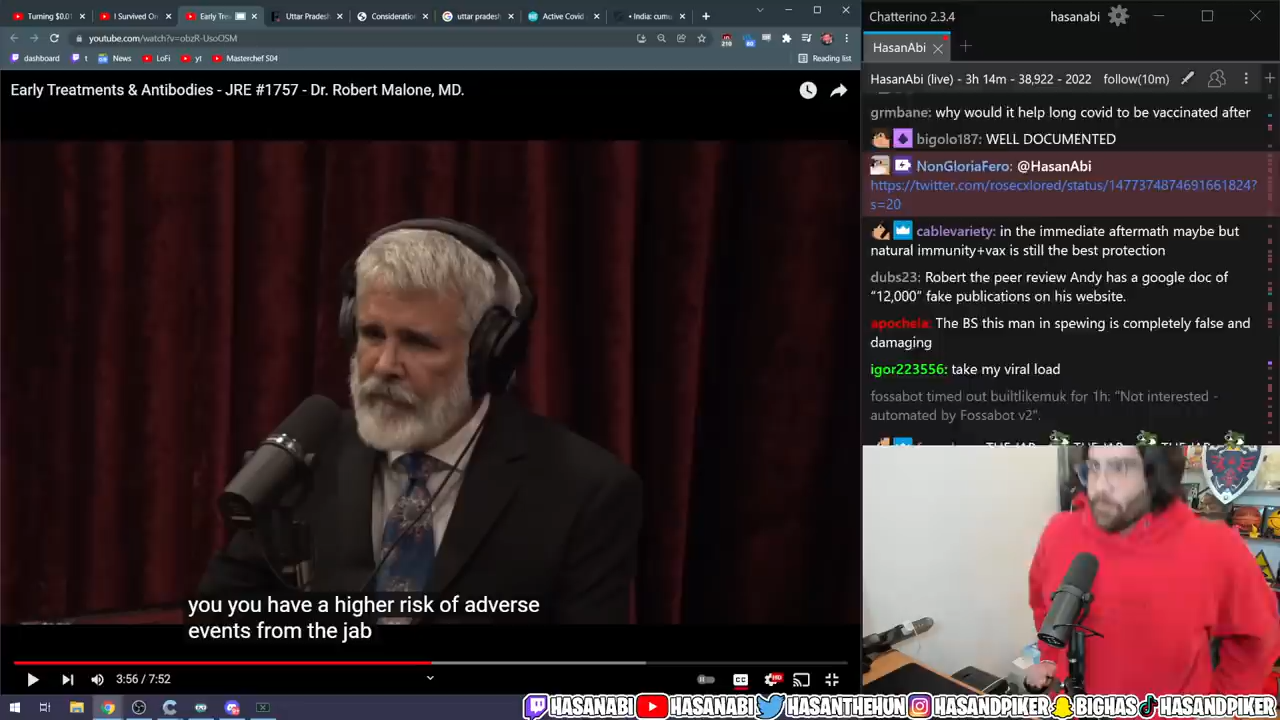 Turning $0.01
I Survived On
Early Tre
Uttar Pradesh
Consideration
uttar pradesh
Active Covid
India: cumu
youtube.com/watch?v=obzR-UsoOSM
dashboard
t
News
LoFi
yt
Masterchef S04
Reading list
Early Treatments & Antibodies - JRE #1757 - Dr. Robert Malone, MD.
you you have a higher risk of adverse
events from the jab
3:56 / 7:52
CC
HD
Chatterino 2.3.4
hasanabi
HasanAbi
HasanAbi (live) - 3h 14m - 38,922 - 2022
follow(10m)
grmbane: why would it help long covid to be vaccinated after
bigolo187: WELL DOCUMENTED
NonGloriaFero: @HasanAbi
https://twitter.com/rosecxlored/status/1477374874691661824?
s=20
cablevariety: in the immediate aftermath maybe but
natural immunity+vax is still the best protection
dubs23: Robert the peer review Andy has a google doc of
“12,000” fake publications on his website.
apochela: The BS this man in spewing is completely false and
damaging
igor223556: take my viral load
fossabot timed out builtlikemuk for 1h: "Not interested -
automated by Fossabot v2".
HASANABI
HASANABI
HASANTHEHUN
HASANDPIKER
BIGHAS
HASANDPIKER